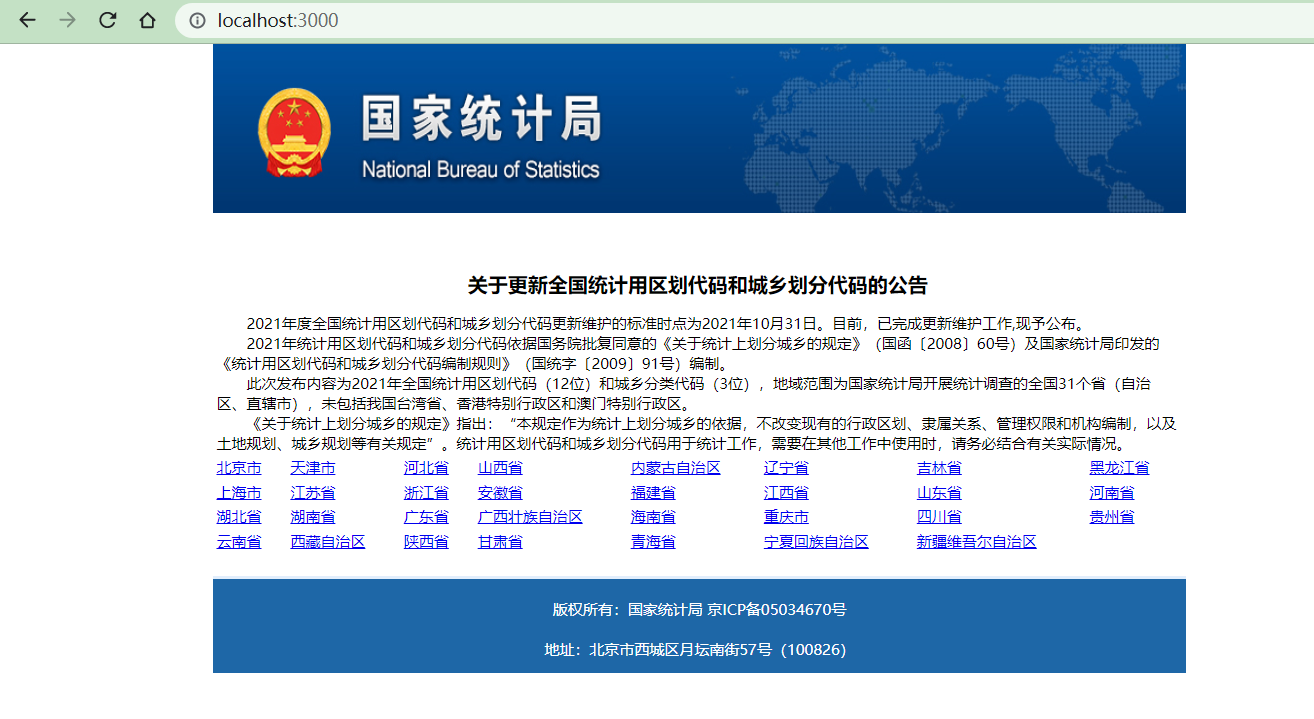 localhost:3000
国家统计局
National Bureau of Statistics
关于更新全国统计用区划代码和城乡划分代码的公告
2021年度全国统计用区划代码和城乡划分代码更新维护的标准时点为2021年10月31日。目前，已完成更新维护工作,现予公布。
2021年统计用区划代码和城乡划分代码依据国务院批复同意的《关于统计上划分城乡的规定》（国函〔2008〕60号）及国家统计局印发的
《统计用区划代码和城乡划分代码编制规则》（国统字〔2009〕91号）编制。
此次发布内容为2021年全国统计用区划代码（12位）和城乡分类代码（3位），地域范围为国家统计局开展统计调查的全国31个省（自治
区、直辖市），未包括我国台湾省、香港特别行政区和澳门特别行政区。
《关于统计上划分城乡的规定》指出：“本规定作为统计上划分城乡的依据，不改变现有的行政区划、隶属关系、管理权限和机构编制，以及
土地规划、城乡规划等有关规定”。统计用区划代码和城乡划分代码用于统计工作，需要在其他工作中使用时，请务必结合有关实际情况。
北京市 天津市 河北省 山西省 内蒙古自治区 辽宁省 吉林省 黑龙江省
上海市 江苏省 浙江省 安徽省 福建省 江西省 山东省 河南省
湖北省 湖南省 广东省 广西壮族自治区 海南省 重庆市 四川省 贵州省
云南省 西藏自治区 陕西省 甘肃省 青海省 宁夏回族自治区 新疆维吾尔自治区
版权所有：国家统计局 京ICP备05034670号
地址：北京市西城区月坛南街57号（100826）